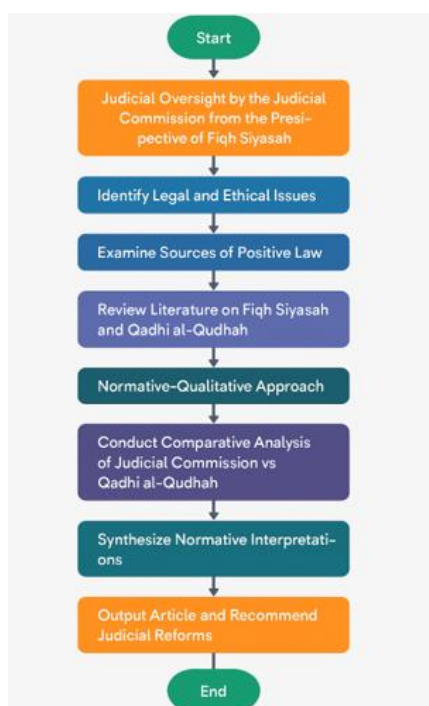 Start
Judicial Oversight by the Judicial
Commission from the Presi-
pective of Fiqh Siyasah
Identify Legal and Ethical Issues
Examine Sources of Positive Law
Review Literature on Fiqh Siyasah
and Qadhi al-Qudhah
Normative-Qualitative Approach
Conduct Comparative Analysis
of Judicial Commission vs
Qadhi al-Qudhah
Synthesize Normative Interpretati-
ons
Output Article and Recommend
Judicial Reforms
End